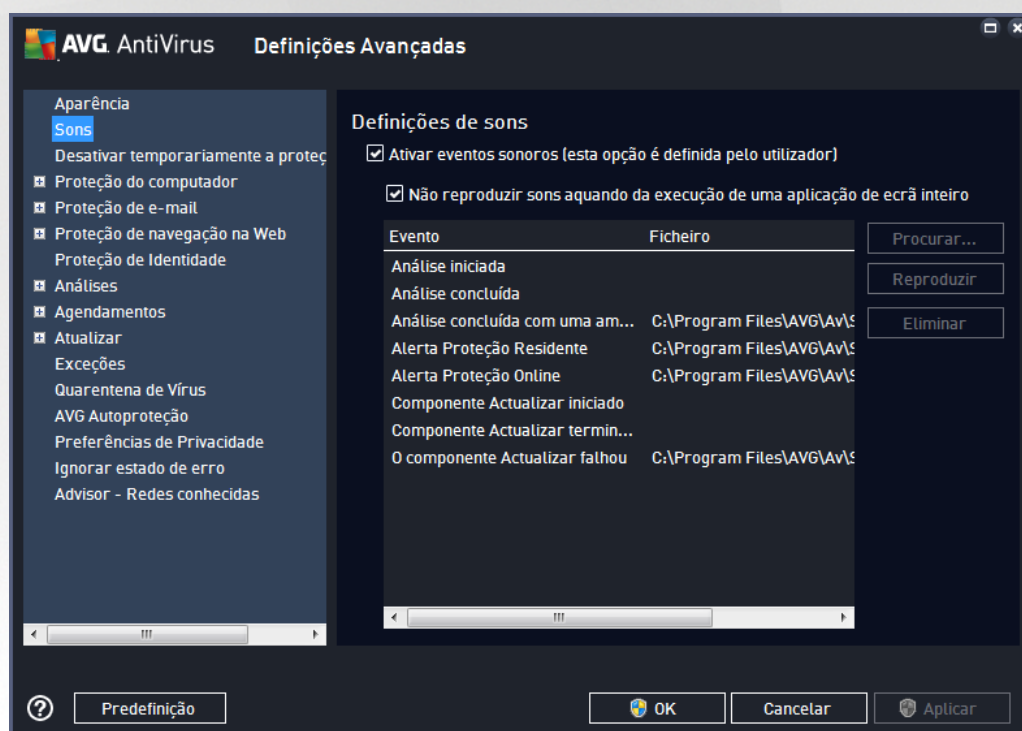 AVG. AntiVirus Definições Avançadas
Aparência
Sons
Desativar temporariamente a proteç
Proteção do computador
Proteção de e-mail
Proteção de navegação na Web
Proteção de Identidade
Análises
Agendamentos
Atualizar
Exceções
Quarentena de Vírus
AVG Autoproteção
Preferências de Privacidade
Ignorar estado de erro
Advisor - Redes conhecidas
Definições de sons
Ativar eventos sonoros (esta opção é definida pelo utilizador)
Não reproduzir sons aquando da execução de uma aplicação de ecrã inteiro
Evento Ficheiro
Análise iniciada
Análise concluída
Análise concluída com uma am... C:\Program Files\AVG\Av\S
Alerta Proteção Residente C:\Program Files\AVG\Av\S
Alerta Proteção Online C:\Program Files\AVG\Av\S
Componente Actualizar iniciado
Componente Actualizar termin...
O componente Actualizar falhou C:\Program Files\AVG\Av\S
Procurar...
Reproduzir
Eliminar
Predefinição
OK
Cancelar
Aplicar